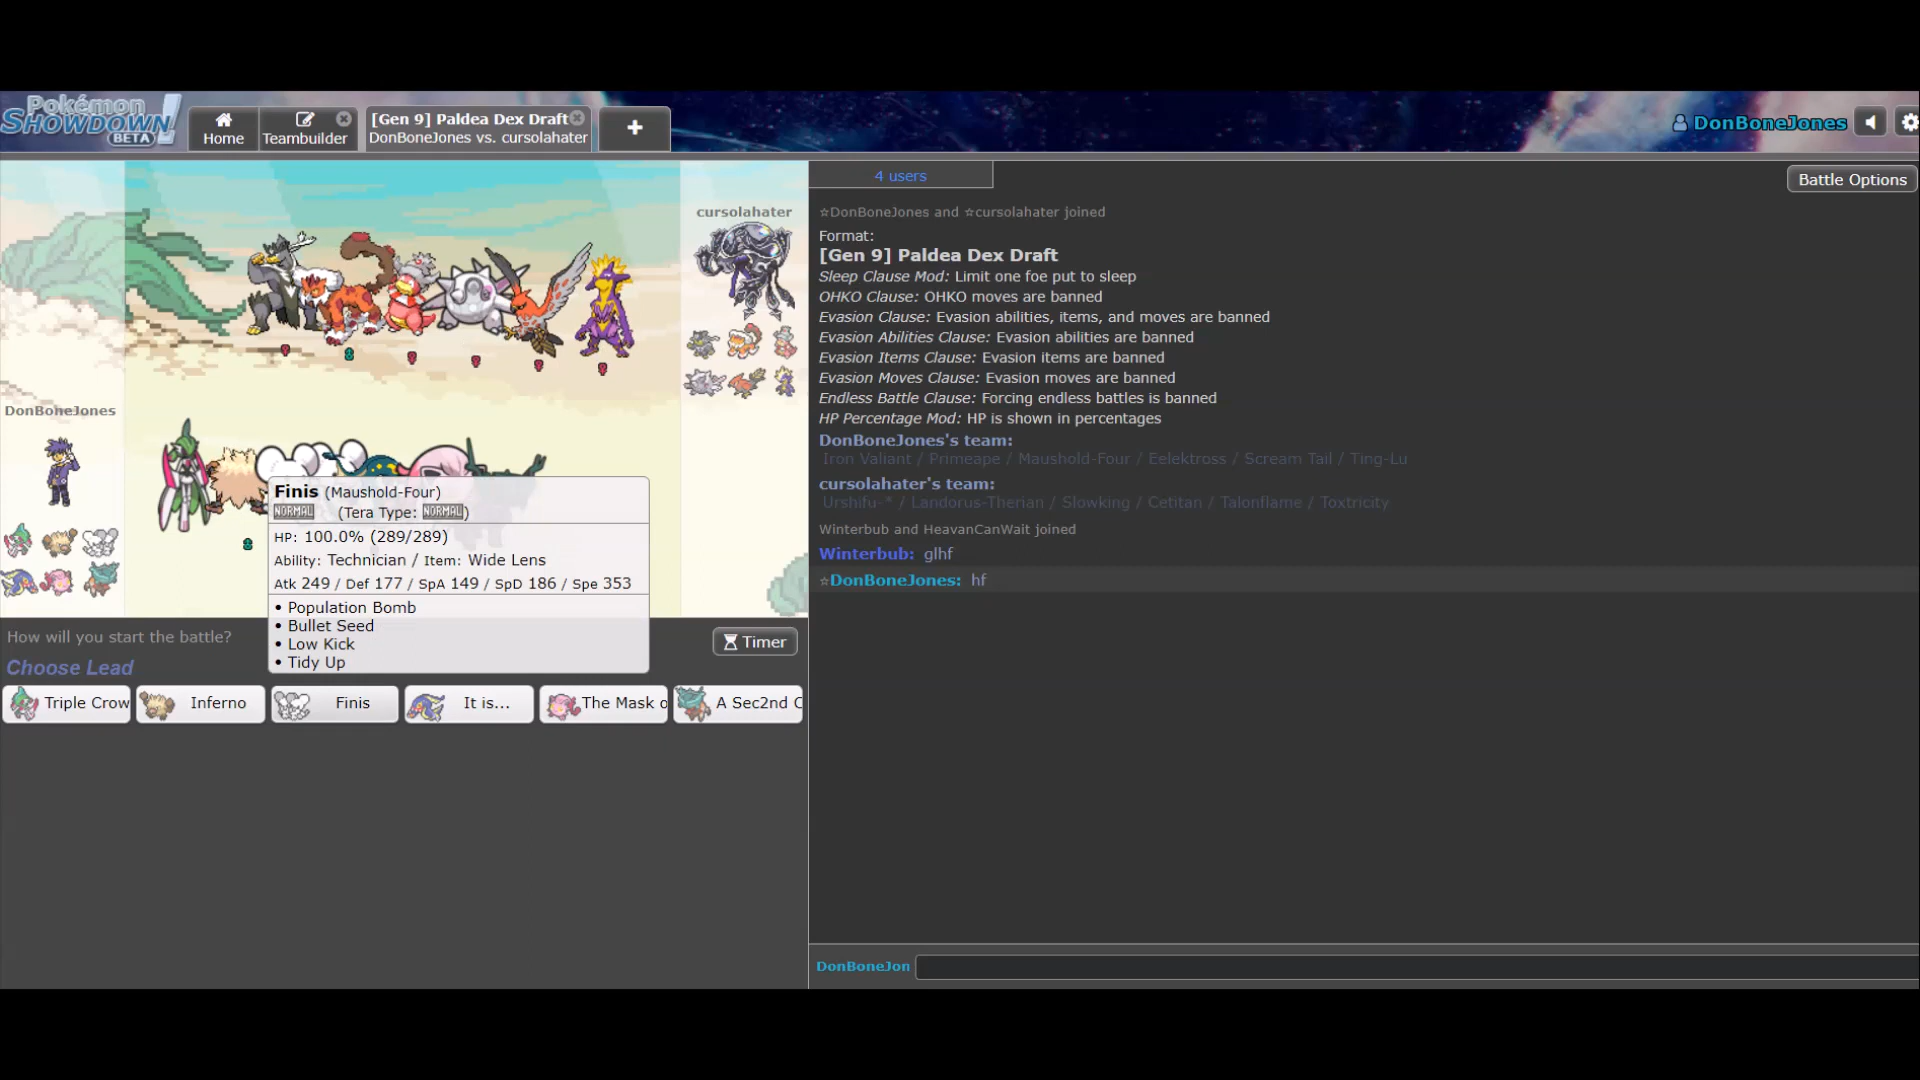 Pokémon
SHOWDOWN!
BETA
Home
Teambuilder
[Gen 9] Paldea Dex Draft
DonBoneJones vs. cursolahater
DonBoneJones
4 users
Battle Options
cursolahater
DonBoneJones
☆DonBoneJones and ☆cursolahater joined
Format:
[Gen 9] Paldea Dex Draft
Sleep Clause Mod: Limit one foe put to sleep
OHKO Clause: OHKO moves are banned
Evasion Clause: Evasion abilities, items, and moves are banned
Evasion Abilities Clause: Evasion abilities are banned
Evasion Items Clause: Evasion items are banned
Evasion Moves Clause: Evasion moves are banned
Endless Battle Clause: Forcing endless battles is banned
HP Percentage Mod: HP is shown in percentages
DonBoneJones's team:
Iron Valiant / Primeape / Maushold-Four / Eelektross / Scream Tail / Ting-Lu
cursolahater's team:
Urshifu-* / Landorus-Therian / Slowking / Cetitan / Talonflame / Toxtricity
Winterbub and HeavanCanWait joined
Winterbub: glhf
☆DonBoneJones: hf
Finis (Maushold-Four)
NORMAL (Tera Type: NORMAL)
HP: 100.0% (289/289)
Ability: Technician / Item: Wide Lens
Atk 249 / Def 177 / SpA 149 / SpD 186 / Spe 353
• Population Bomb
• Bullet Seed
• Low Kick
• Tidy Up
How will you start the battle?
Timer
Choose Lead
Triple Crow
Inferno
Finis
It is...
The Mask o
A Sec2nd C
DonBoneJon